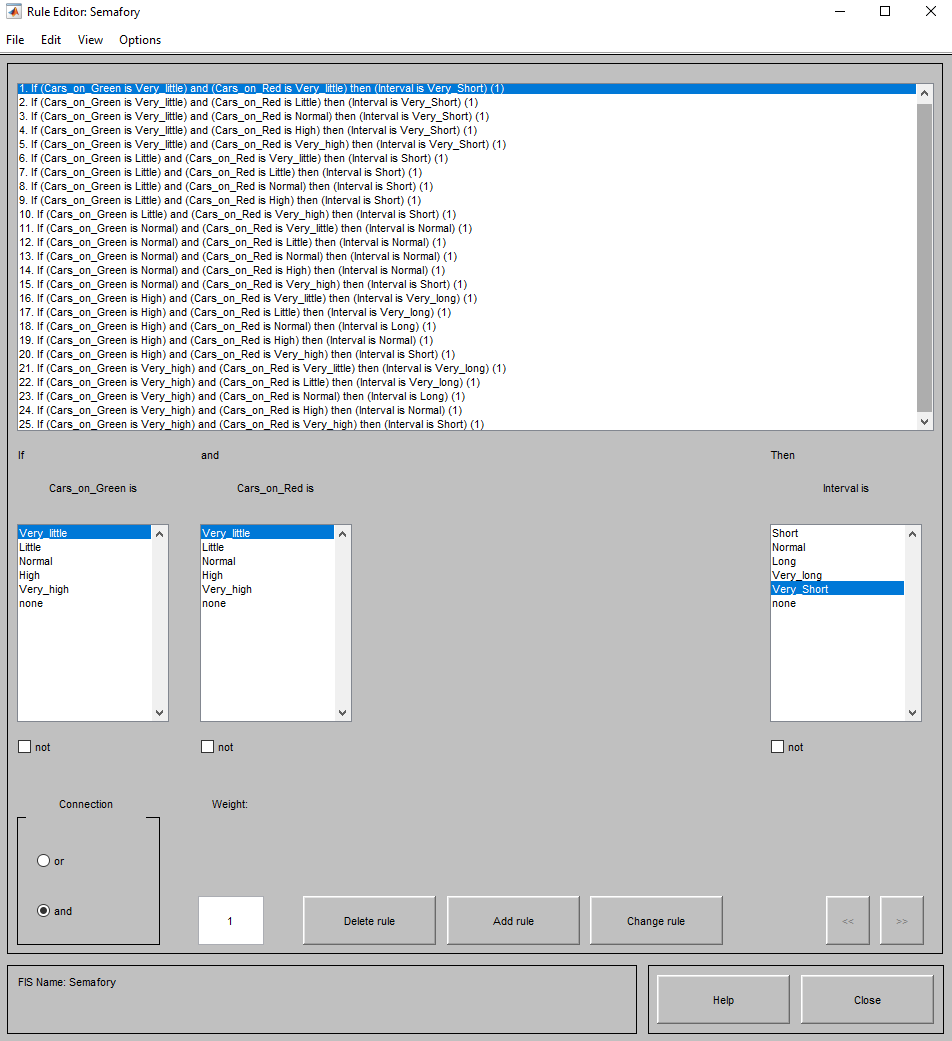 Rule Editor: Semafory
File Edit View Options
1. If (Cars_on_Green is Very_little) and (Cars_on_Red is Very_little) then (Interval is Very_Short) (1)
2. If (Cars_on_Green is Very_little) and (Cars_on_Red is Little) then (Interval is Very_Short) (1)
3. If (Cars_on_Green is Very_little) and (Cars_on_Red is Normal) then (Interval is Very_Short) (1)
4. If (Cars_on_Green is Very_little) and (Cars_on_Red is High) then (Interval is Very_Short) (1)
5. If (Cars_on_Green is Very_little) and (Cars_on_Red is Very_high) then (Interval is Very_Short) (1)
6. If (Cars_on_Green is Little) and (Cars_on_Red is Very_little) then (Interval is Short) (1)
7. If (Cars_on_Green is Little) and (Cars_on_Red is Little) then (Interval is Short) (1)
8. If (Cars_on_Green is Little) and (Cars_on_Red is Normal) then (Interval is Short) (1)
9. If (Cars_on_Green is Little) and (Cars_on_Red is High) then (Interval is Short) (1)
10. If (Cars_on_Green is Little) and (Cars_on_Red is Very_high) then (Interval is Short) (1)
11. If (Cars_on_Green is Normal) and (Cars_on_Red is Very_little) then (Interval is Normal) (1)
12. If (Cars_on_Green is Normal) and (Cars_on_Red is Little) then (Interval is Normal) (1)
13. If (Cars_on_Green is Normal) and (Cars_on_Red is Normal) then (Interval is Normal) (1)
14. If (Cars_on_Green is Normal) and (Cars_on_Red is High) then (Interval is Normal) (1)
15. If (Cars_on_Green is Normal) and (Cars_on_Red is Very_high) then (Interval is Short) (1)
16. If (Cars_on_Green is High) and (Cars_on_Red is Very_little) then (Interval is Very_long) (1)
17. If (Cars_on_Green is High) and (Cars_on_Red is Little) then (Interval is Very_long) (1)
18. If (Cars_on_Green is High) and (Cars_on_Red is Normal) then (Interval is Long) (1)
19. If (Cars_on_Green is High) and (Cars_on_Red is High) then (Interval is Normal) (1)
20. If (Cars_on_Green is High) and (Cars_on_Red is Very_high) then (Interval is Short) (1)
21. If (Cars_on_Green is Very_high) and (Cars_on_Red is Very_little) then (Interval is Very_long) (1)
22. If (Cars_on_Green is Very_high) and (Cars_on_Red is Little) then (Interval is Very_long) (1)
23. If (Cars_on_Green is Very_high) and (Cars_on_Red is Normal) then (Interval is Long) (1)
24. If (Cars_on_Green is Very_high) and (Cars_on_Red is High) then (Interval is Normal) (1)
25. If (Cars_on_Green is Very_high) and (Cars_on_Red is Very_high) then (Interval is Short) (1)
If and Then
Cars_on_Green is Cars_on_Red is Interval is
Very_little Very_little Short
Little Little Normal
Normal Normal Long
High High Very_long
Very_high Very_high Very_Short
none none none
not not not
Connection Weight:
or
and 1 Delete rule Add rule Change rule << >>
FIS Name: Semafory
Help Close